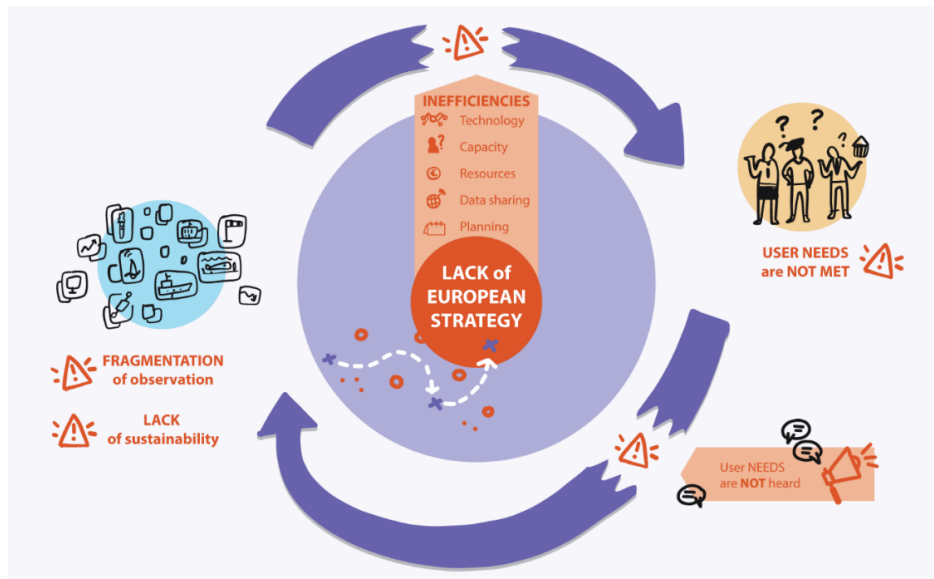 INEFFICIENCIES
Technology
Capacity
Resources
Data sharing
Planning
LACK of
EUROPEAN
STRATEGY
? ? ?
USER NEEDS
are NOT MET
FRAGMENTATION
of observation
LACK
of sustainability
User NEEDS
are NOT heard